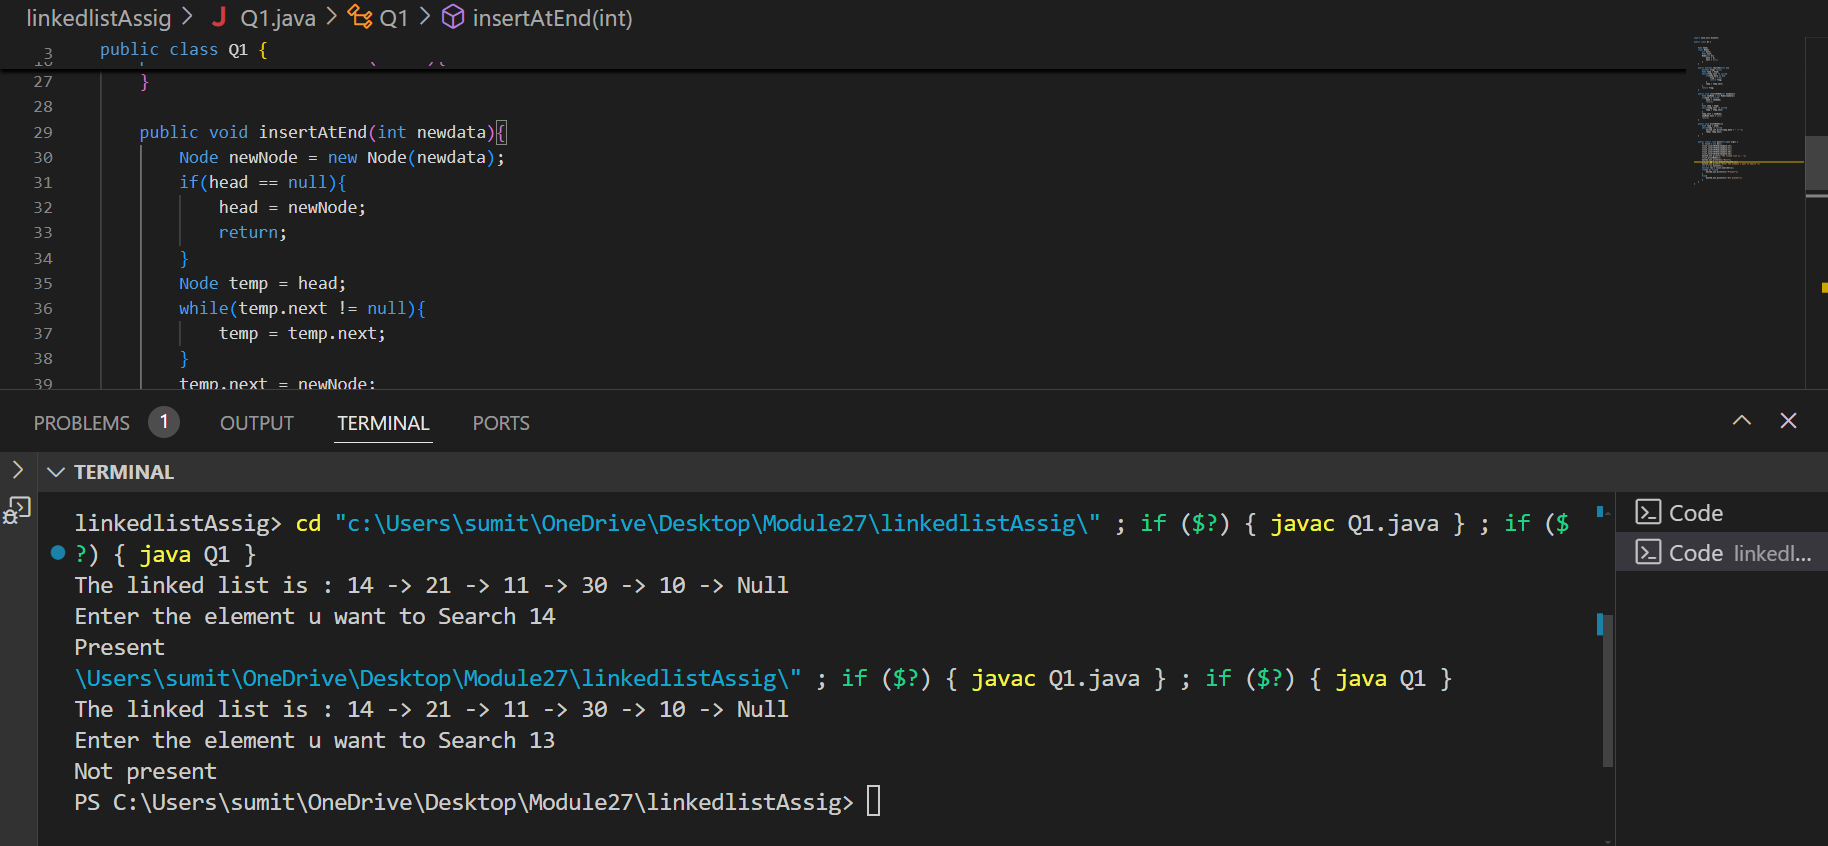 linkedlistAssig > J Q1.java > Q1 > insertAtEnd(int)
3 public class Q1 {
27 }
28
29 public void insertAtEnd(int newdata){
30 Node newNode = new Node(newdata);
31 if(head == null){
32 head = newNode;
33 return;
34 }
35 Node temp = head;
36 while(temp.next != null){
37 temp = temp.next;
38 }
39 temp.next = newNode;
PROBLEMS 1 OUTPUT TERMINAL PORTS
TERMINAL
linkedlistAssig> cd "c:\Users\sumit\OneDrive\Desktop\Module27\linkedlistAssig\" ; if ($?) { javac Q1.java } ; if ($
?) { java Q1 }
The linked list is : 14 -> 21 -> 11 -> 30 -> 10 -> Null
Enter the element u want to Search 14
Present
\Users\sumit\OneDrive\Desktop\Module27\linkedlistAssig\" ; if ($?) { javac Q1.java } ; if ($?) { java Q1 }
The linked list is : 14 -> 21 -> 11 -> 30 -> 10 -> Null
Enter the element u want to Search 13
Not present
PS C:\Users\sumit\OneDrive\Desktop\Module27\linkedlistAssig>
Code
Code linkedl...